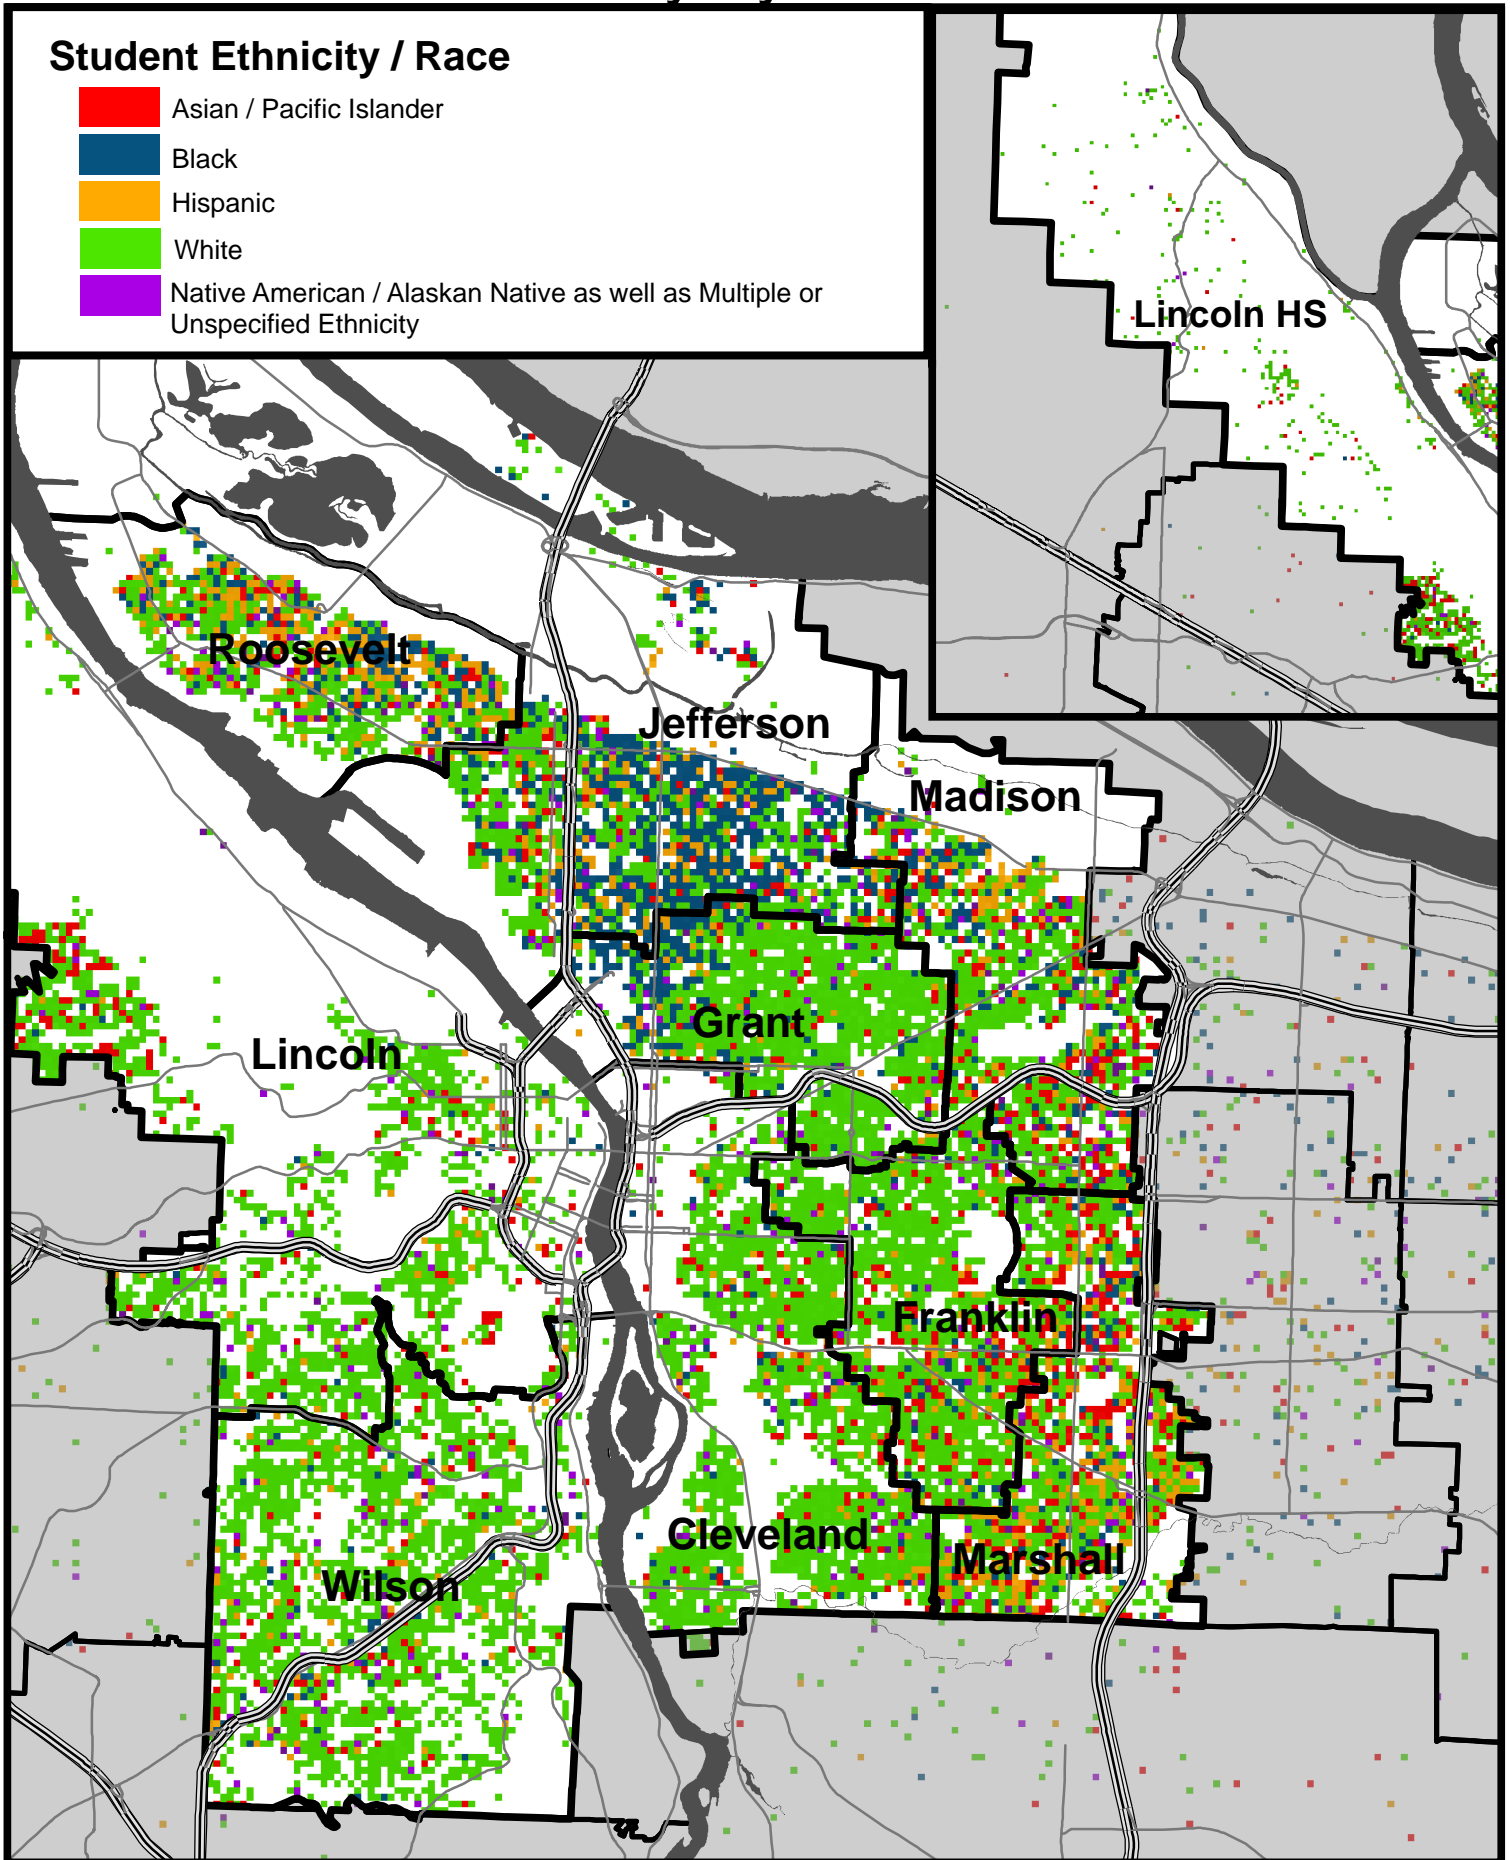 Student Ethnicity / Race
Asian / Pacific Islander
Black
Hispanic
White
Native American / Alaskan Native as well as Multiple or
Unspecified Ethnicity
Lincoln HS
Roosevelt
Jefferson
Madison
Grant
Lincoln
Franklin
Cleveland
Marshall
Wilson